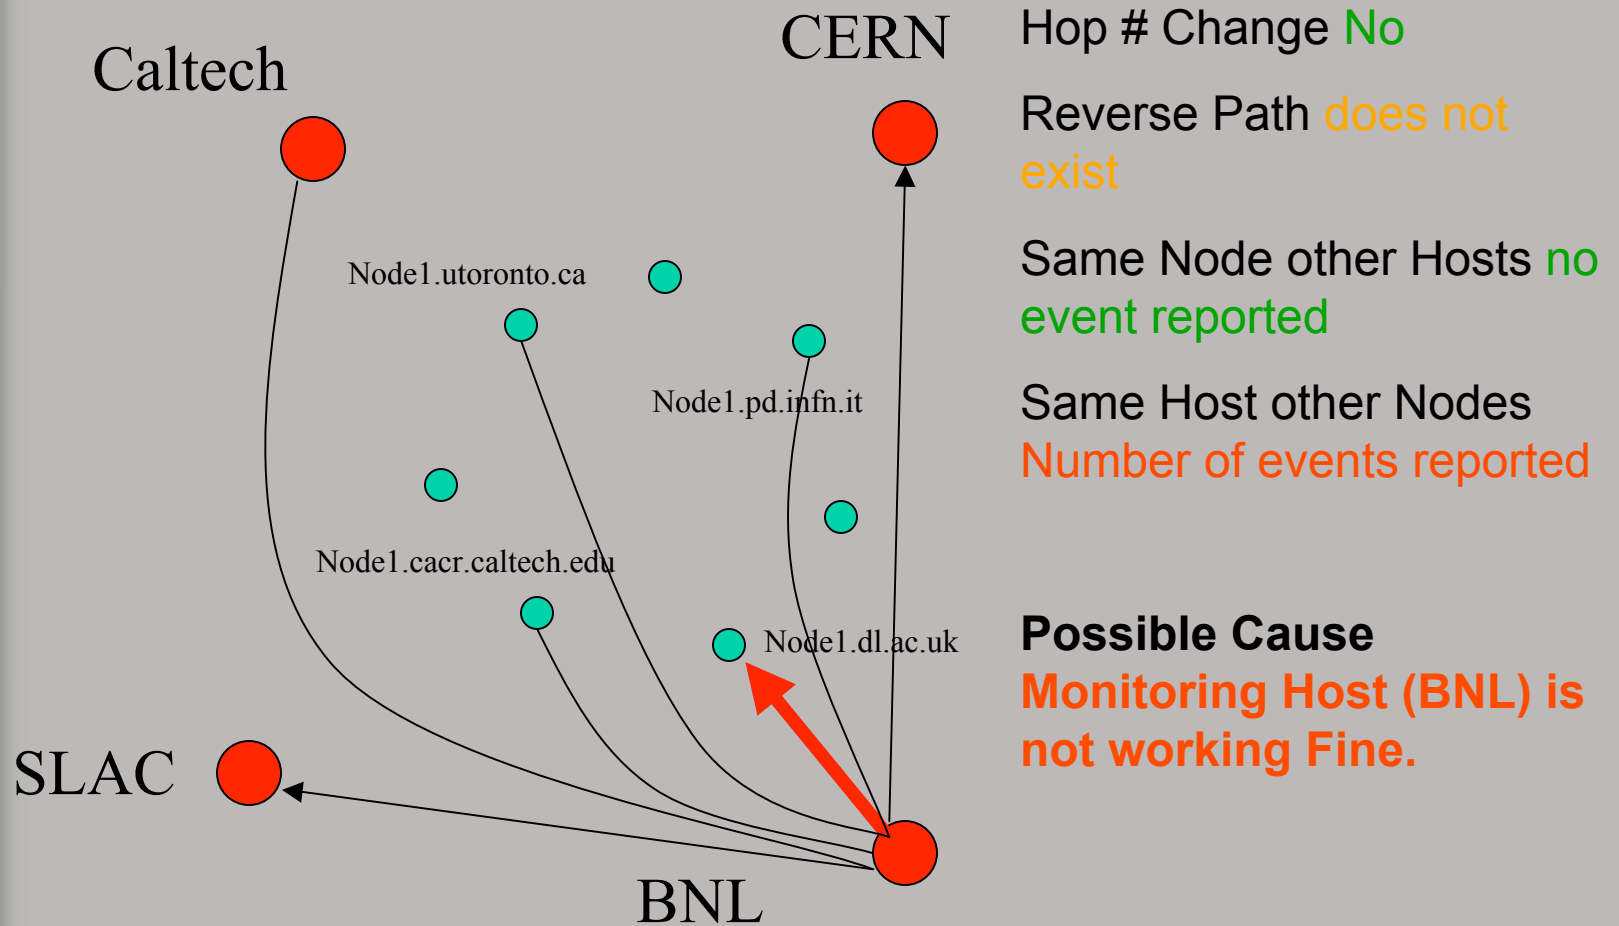 Caltech
CERN
Node1.utoronto.ca
Node1.pd.infn.it
Node1.cacr.caltech.edu
Node1.dl.ac.uk
SLAC
BNL
Hop # Change No
Reverse Path does not
exist
Same Node other Hosts no
event reported
Same Host other Nodes
Number of events reported
Possible Cause
Monitoring Host (BNL) is
not working Fine.